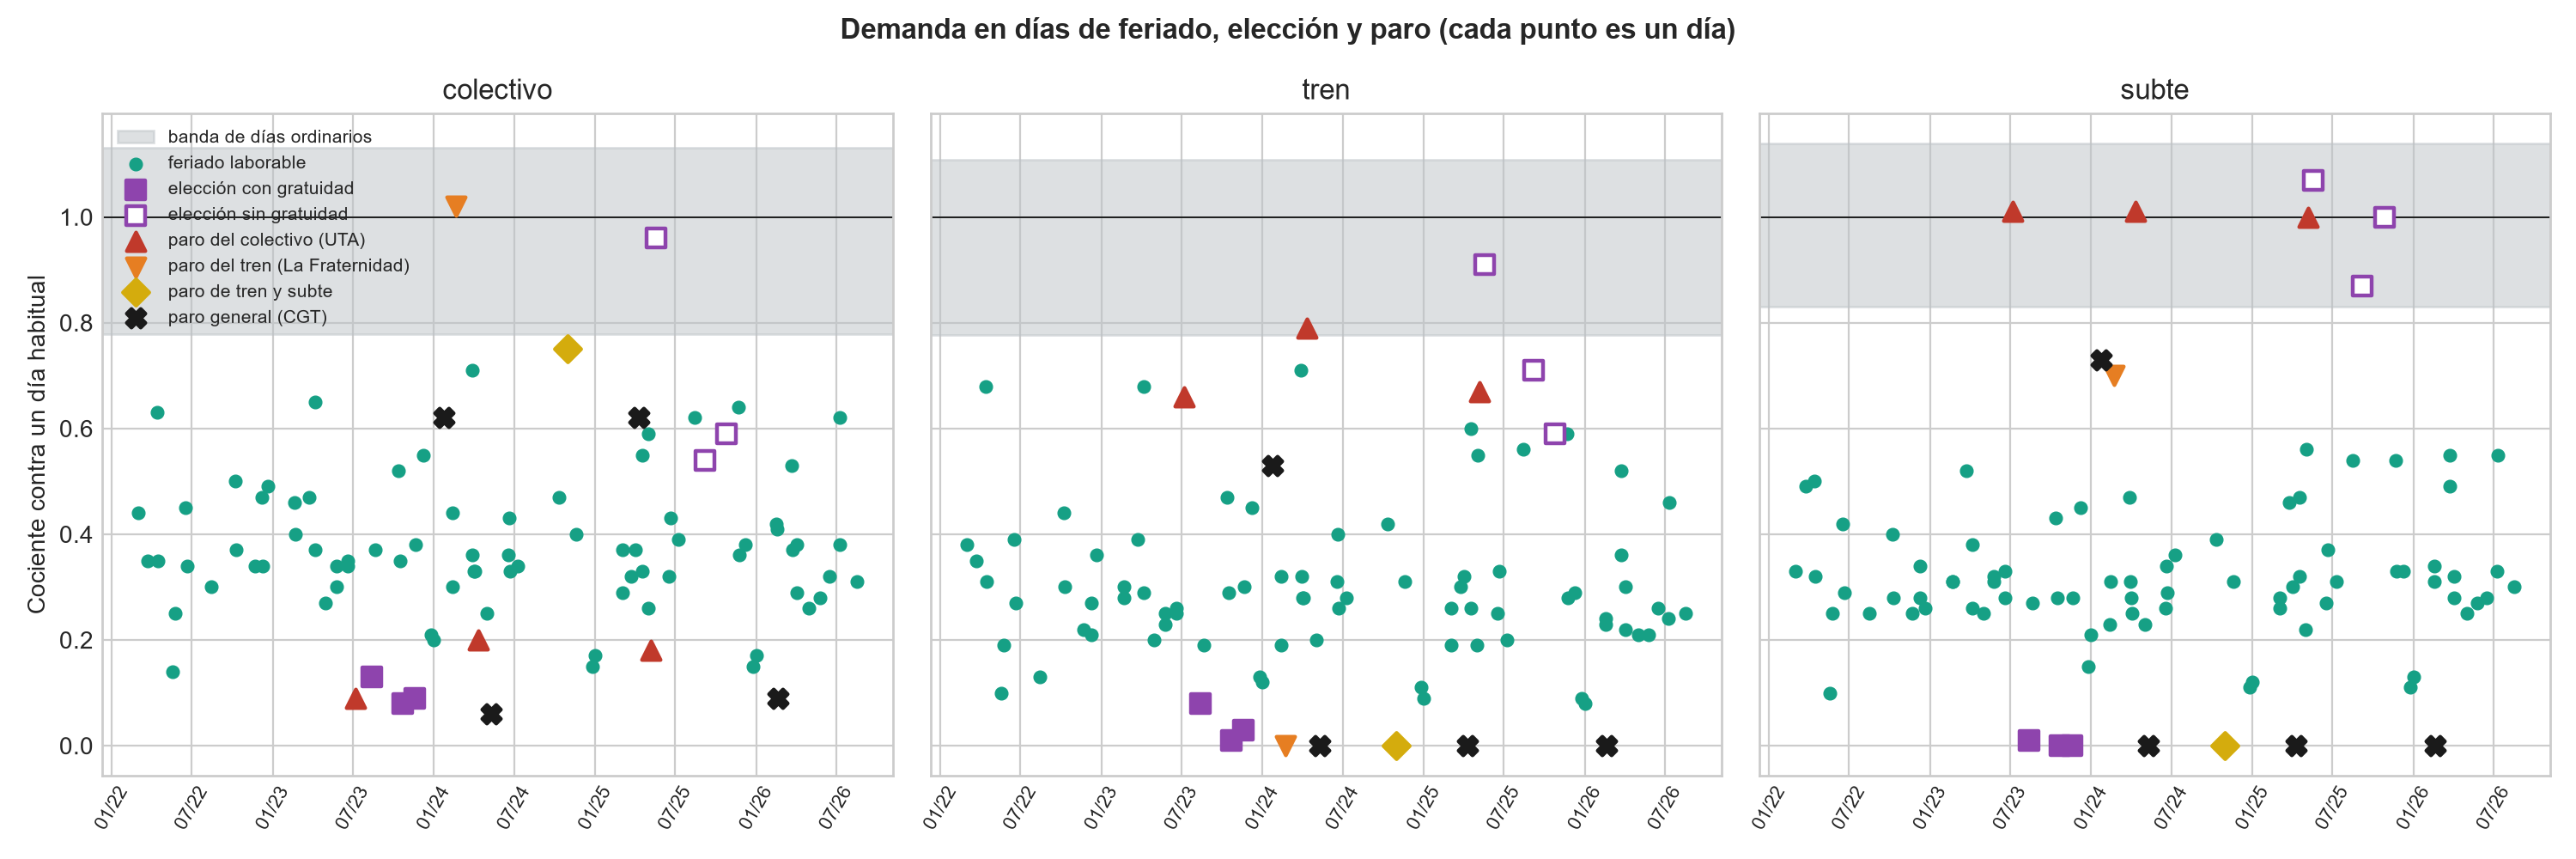 Demanda en días de feriado, elección y paro (cada punto es un día)
colectivo
tren
subte
Cociente contra un día habitual
1.0
0.8
0.6
0.4
0.2
0.0
banda de días ordinarios
feriado laborable
elección con gratuidad
elección sin gratuidad
paro del colectivo (UTA)
paro del tren (La Fraternidad)
paro de tren y subte
paro general (CGT)
01/22 07/22 01/23 07/23 01/24 07/24 01/25 07/25 01/26 07/26
01/22 07/22 01/23 07/23 01/24 07/24 01/25 07/25 01/26 07/26
01/22 07/22 01/23 07/23 01/24 07/24 01/25 07/25 01/26 07/26